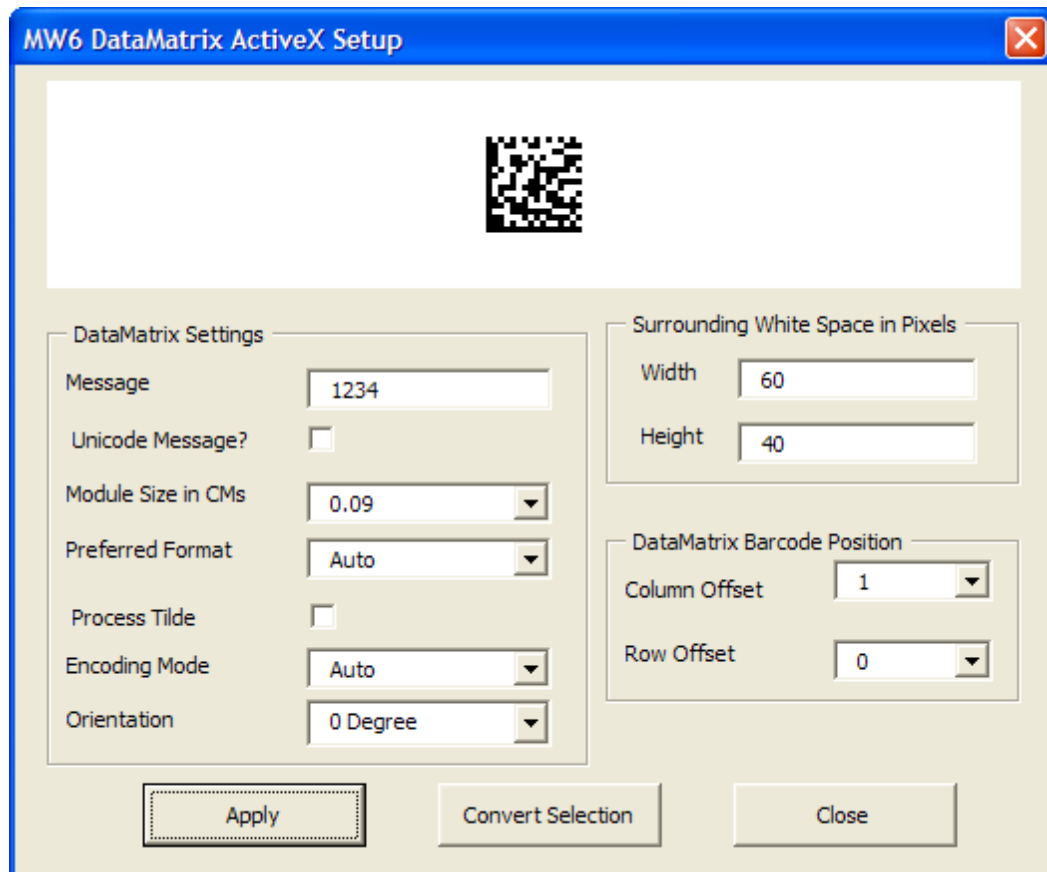 MW6 DataMatrix ActiveX Setup
DataMatrix Settings
Message 1234
Unicode Message?
Module Size in CMs 0.09
Preferred Format Auto
Process Tilde
Encoding Mode Auto
Orientation 0 Degree
Surrounding White Space in Pixels
Width 60
Height 40
DataMatrix Barcode Position
Column Offset 1
Row Offset 0
Apply Convert Selection Close